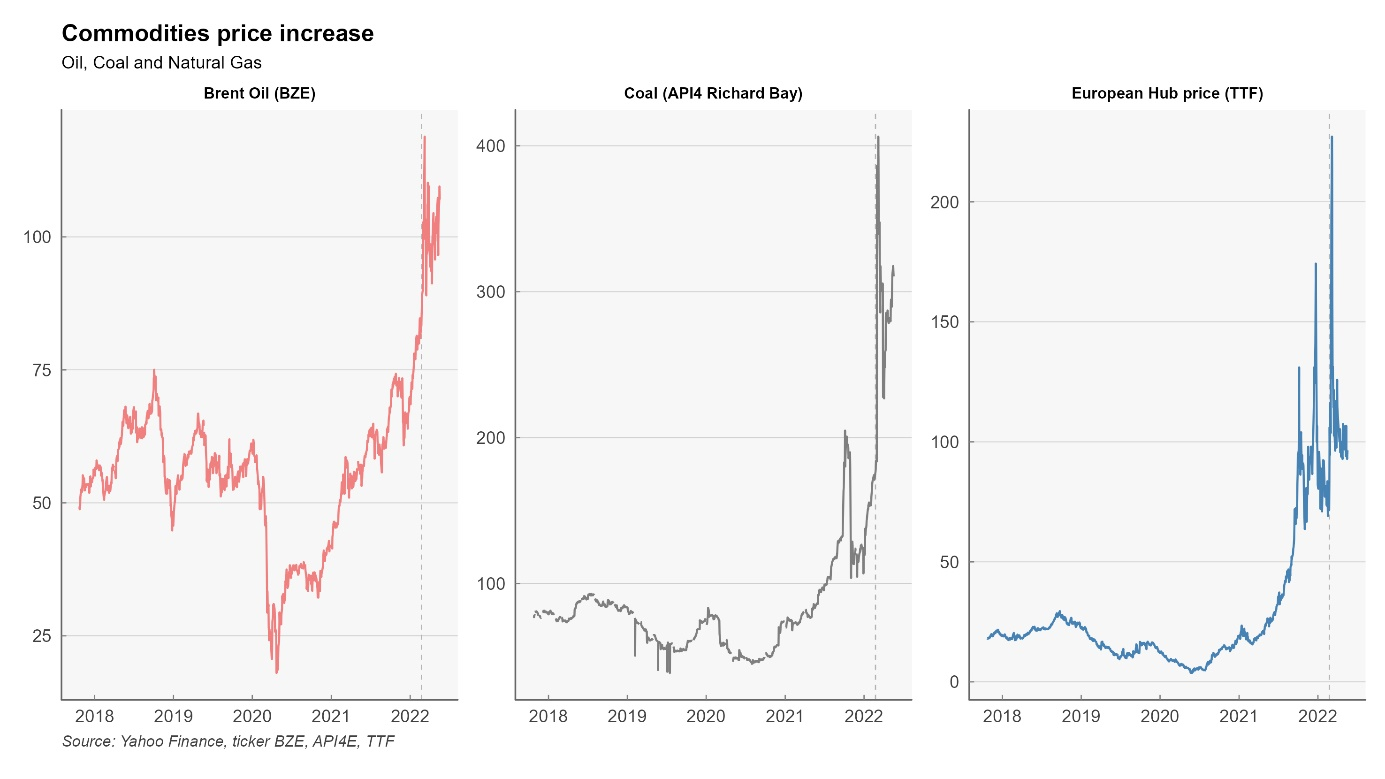 Commodities price increase
Oil, Coal and Natural Gas
Brent Oil (BZE)
100
75
50
25
2018 2019 2020 2021 2022
Coal (API4 Richard Bay)
400
300
200
100
2018 2019 2020 2021 2022
European Hub price (TTF)
200
150
100
50
0
2018 2019 2020 2021 2022
Source: Yahoo Finance, ticker BZE, API4E, TTF